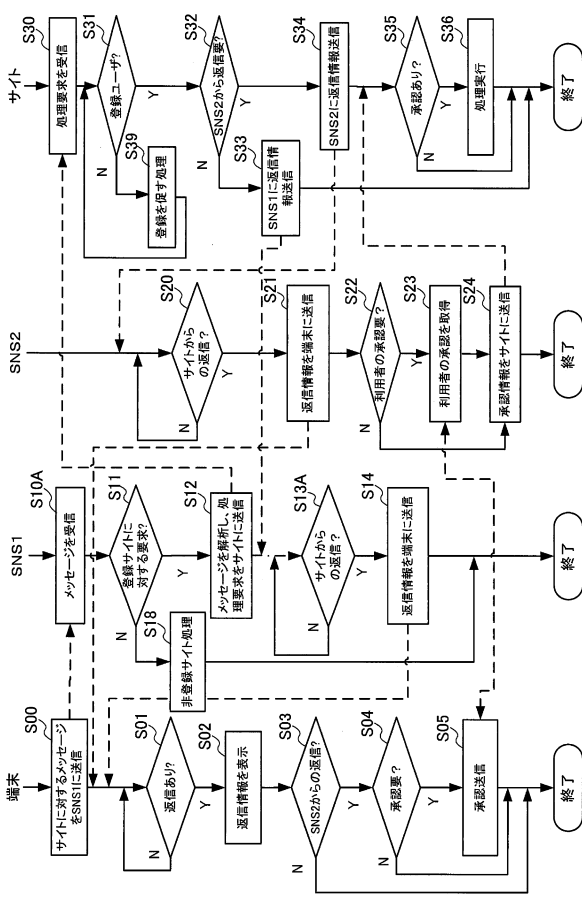 端末
S00
サイトに対するメッセージ
をSNS1に送信
S01
返信あり?
N
Y
S02
返信情報を表示
S03
SNS2からの返信?
N
Y
S04
承認要?
N
Y
S05
承認送信
終了
SNS1
S10A
メッセージを受信
S11
登録サイトに
対する要求?
N
Y
S18
非登録サイト処理
S12
メッセージを解析し、処
理要求をサイトに送信
S13A
サイトから
の返信?
N
Y
S14
返信情報を端末に送信
終了
SNS2
S20
サイトから
の返信?
N
Y
S21
返信情報を端末に送信
S22
利用者の承認要?
N
Y
S23
利用者の承認を取得
S24
承認情報をサイトに送信
終了
サイト
S30
処理要求を受信
S31
登録ユーザ?
N
Y
S39
登録を促す処理
S32
SNS2から返信要?
N
Y
S33
SNS1に返信情
報送信
S34
SNS2に返信情報送信
S35
承認あり?
N
Y
S36
処理実行
終了